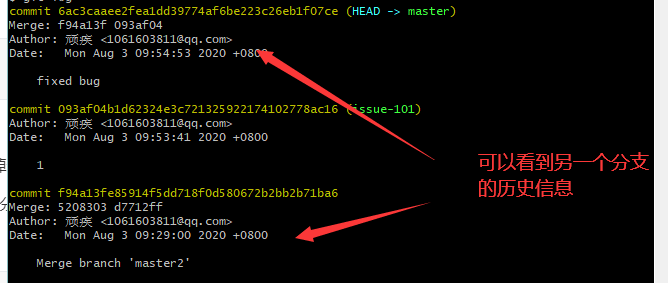 commit 6ac3caaee2fea1dd39774af6be223c26eb1f07ce (HEAD -> master)
Merge: f94a13f 093af04
Author: 顽疾 <1061603811@qq.com>
Date:   Mon Aug 3 09:54:53 2020 +0800
fixed bug
commit 093af04b1d62324e3c721325922174102778ac16 (issue-101)
Author: 顽疾 <1061603811@qq.com>
Date:   Mon Aug 3 09:53:41 2020 +0800
1
可以看到另一个分支
的历史信息
commit f94a13fe85914f5dd718f0d580672b2bb2b71ba6
Merge: 5208303 d7712ff
Author: 顽疾 <1061603811@qq.com>
Date:   Mon Aug 3 09:29:00 2020 +0800
Merge branch 'master2'